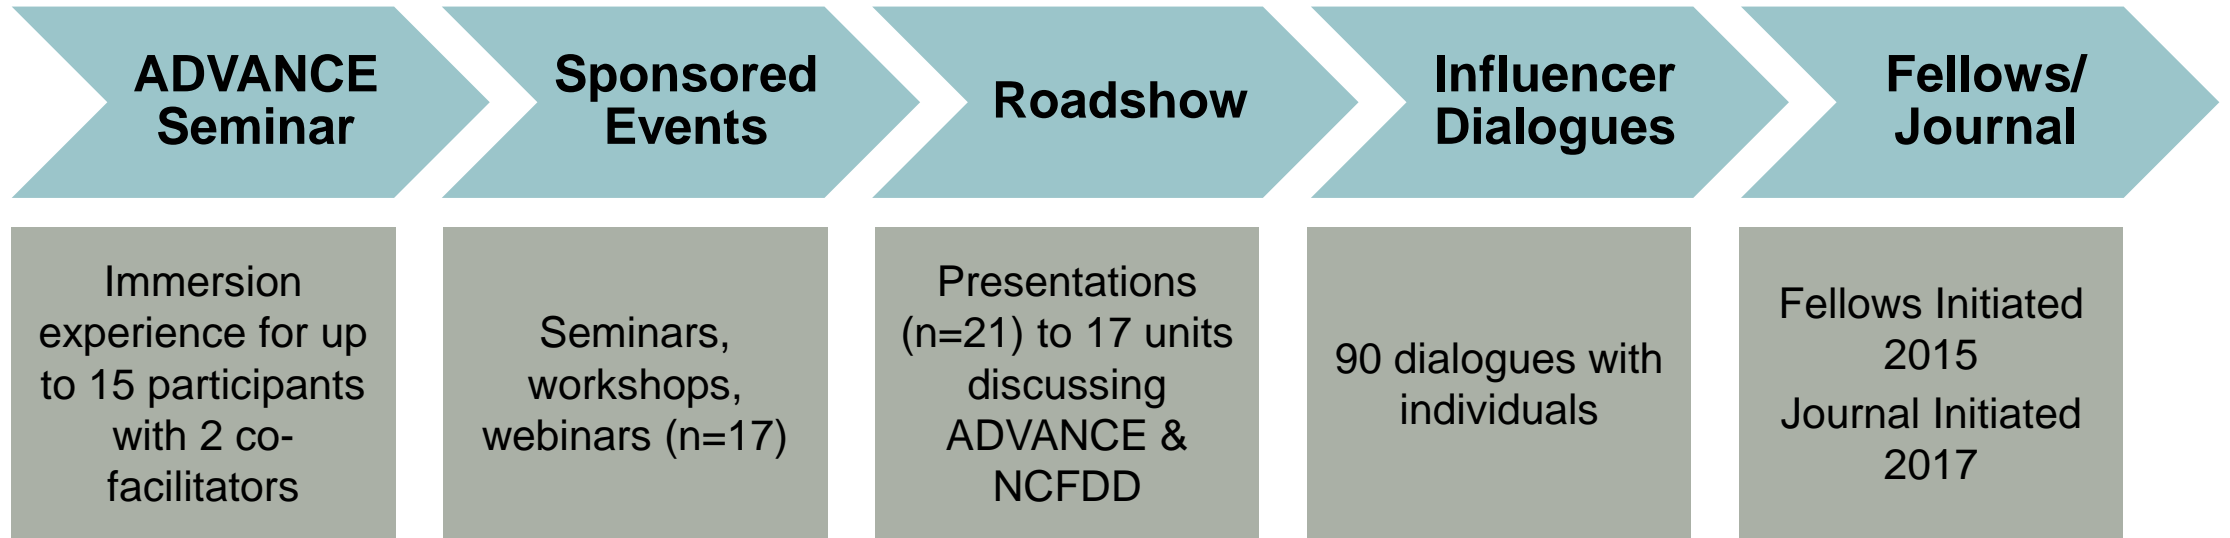 ADVANCE
Seminar
Sponsored
Events
Roadshow
Influencer
Dialogues
Fellows/
Journal
Immersion
experience for up
to 15 participants
with 2 co-
facilitators
Seminars,
workshops,
webinars (n=17)
Presentations
(n=21) to 17 units
discussing
ADVANCE &
NCFDD
90 dialogues with
individuals
Fellows Initiated
2015
Journal Initiated
2017